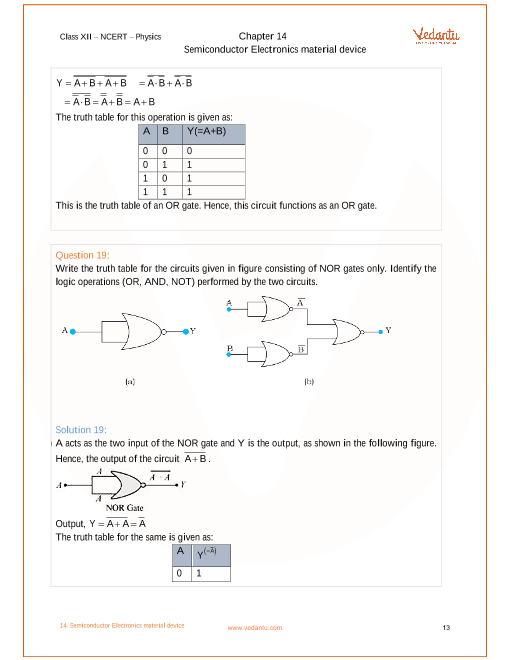 Class XII – NCERT – Physics
Chapter 14
Semiconductor Electronics material device
Vedantu
Y = \overline{\overline{A+B}+\overline{A+B}} = \overline{A·B}+\overline{A·B}
= \overline{\overline{A}·\overline{B}} = \overline{\overline{A}}+\overline{\overline{B}} = A + B
The truth table for this operation is given as:
A B Y(=A+B)
0 0 0
0 1 1
1 0 1
1 1 1
This is the truth table of an OR gate. Hence, this circuit functions as an OR gate.
Question 19:
Write the truth table for the circuits given in figure consisting of NOR gates only. Identify the
logic operations (OR, AND, NOT) performed by the two circuits.
A Y
A \overline{A}
Y
B \overline{B}
(a) (b)
Solution 19:
A acts as the two input of the NOR gate and Y is the output, as shown in the following figure.
Hence, the output of the circuit \overline{A+B}.
A \overline{A+A}
A Y
A
NOR Gate
Output, Y = \overline{A+A} = \overline{A}
The truth table for the same is given as:
A Y(=\overline{A})
0 1
14. Semiconductor Electronics material device
www.vedantu.com
13